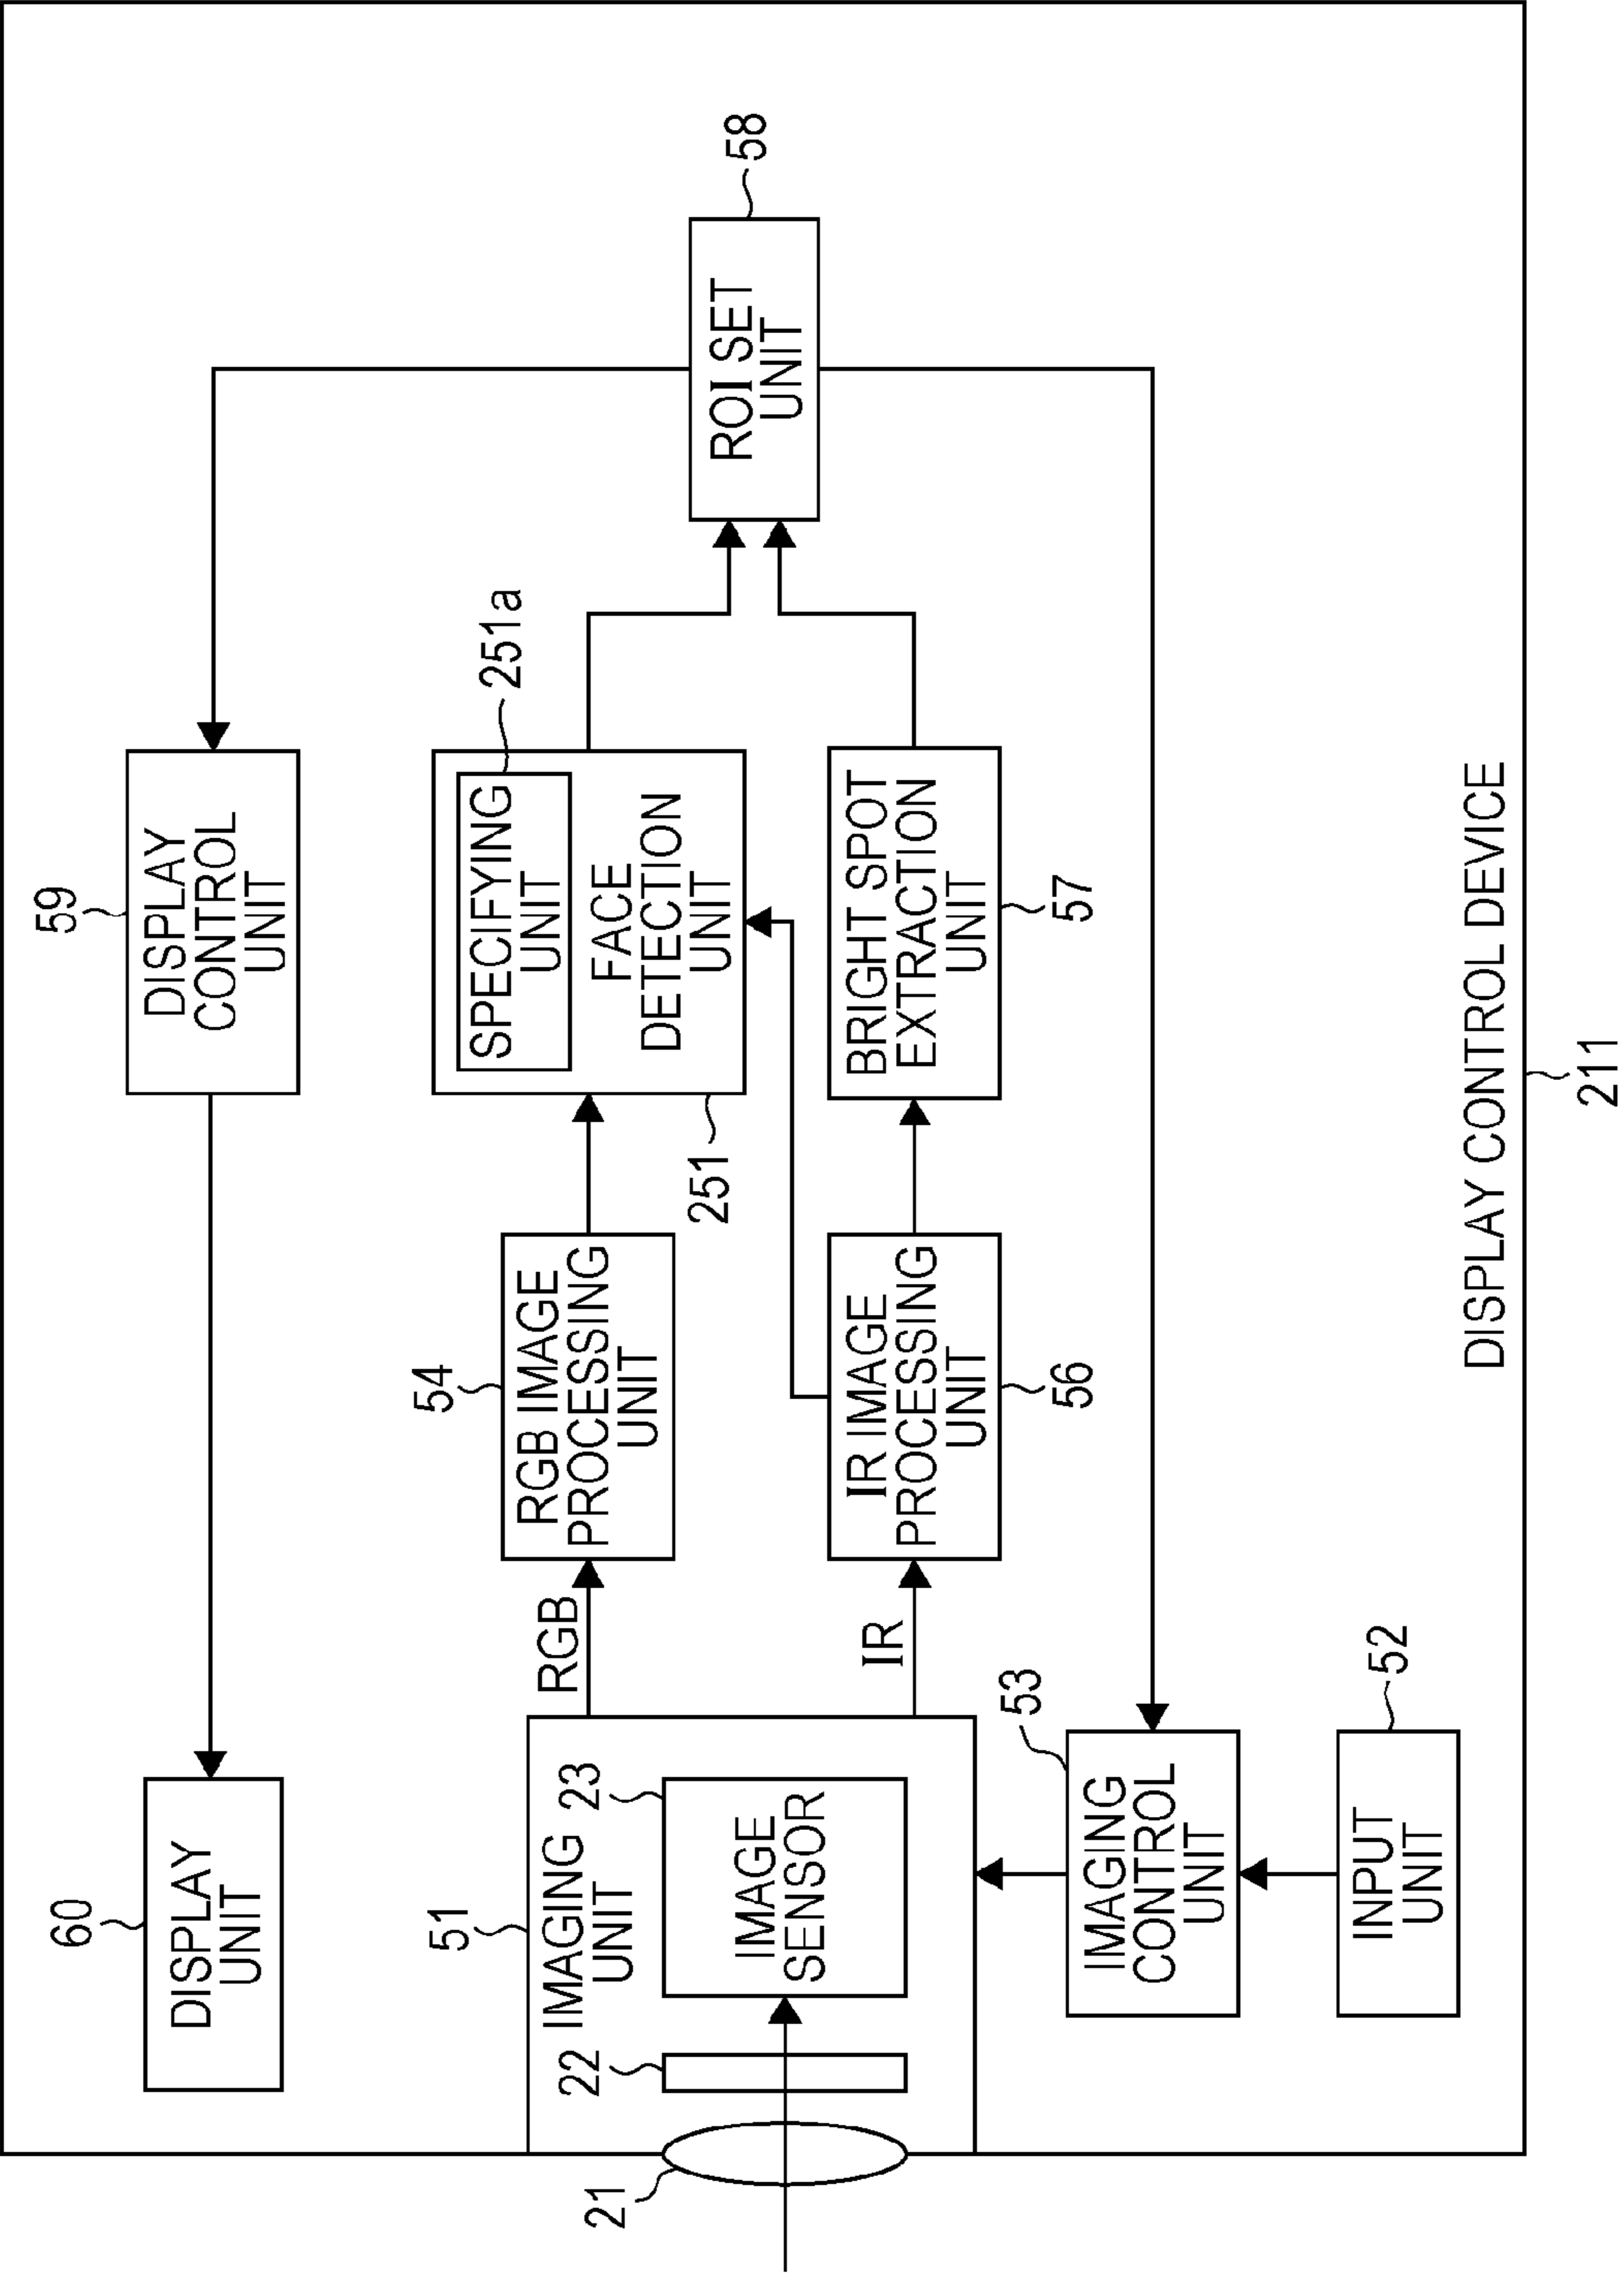 60
DISPLAY
UNIT
59
DISPLAY
CONTROL
UNIT
51
IMAGING
UNIT
21
22
23
IMAGE
SENSOR
RGB
54
RGB IMAGE
PROCESSING
UNIT
251
251a
SPECIFYING
UNIT
FACE
DETECTION
UNIT
58
ROI SET
UNIT
IR
IR IMAGE
PROCESSING
UNIT
56
BRIGHT SPOT
EXTRACTION
UNIT
57
53
IMAGING
CONTROL
UNIT
52
INPUT
UNIT
DISPLAY CONTROL DEVICE
211